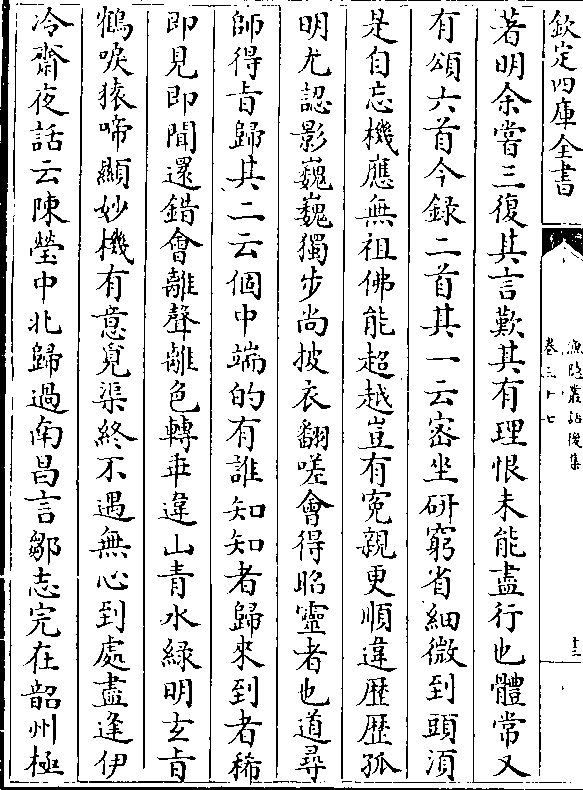 欽定四庫全書
漁隱叢話後集
卷三十七
十三
著明余嘗三復其言歎其有理恨未能盡行也體常又
有頌六首今録二首其一云宻坐研窮省細微到頭湏
是自忘機應無祖佛能超越豈有寃親更順違歴歴孤
明尤認影巍巍獨步尚披衣翻嗟會得昭靈者也道尋
師得㫖歸其二云個中端的有誰知知者歸來到者稀
即見即聞還錯會離聲離色轉乖違山青水緑明玄㫖
鶴唳猿啼顯妙機有意覓渠終不遇無心到處盡逢伊
冷齋夜話云陳瑩中北歸過南昌言鄒志完在韶州極